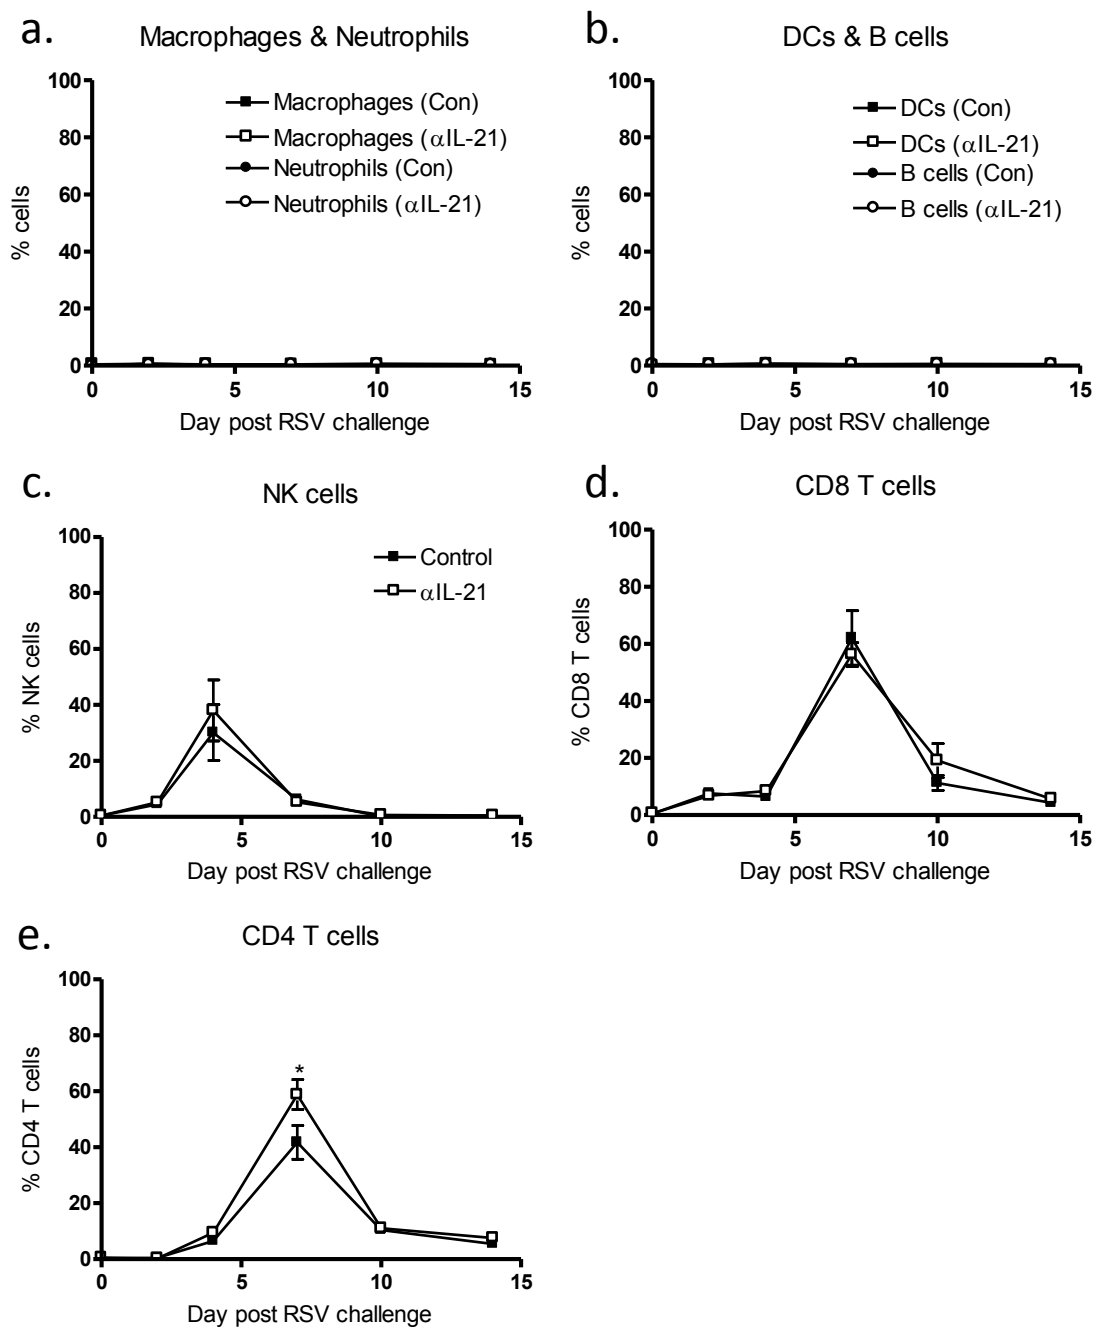 a.
Macrophages & Neutrophils
100
80
60
40
20
0
% cells
Macrophages (Con)
Macrophages (αIL-21)
Neutrophils (Con)
Neutrophils (αIL-21)
0 5 10 15
Day post RSV challenge
b.
DCs & B cells
100
80
60
40
20
0
% cells
DCs (Con)
DCs (αIL-21)
B cells (Con)
B cells (αIL-21)
0 5 10 15
Day post RSV challenge
c.
NK cells
100
80
60
40
20
0
% NK cells
Control
αIL-21
0 5 10 15
Day post RSV challenge
d.
CD8 T cells
100
80
60
40
20
0
% CD8 T cells
0 5 10 15
Day post RSV challenge
e.
CD4 T cells
100
80
60
40
20
0
% CD4 T cells
*
0 5 10 15
Day post RSV challenge